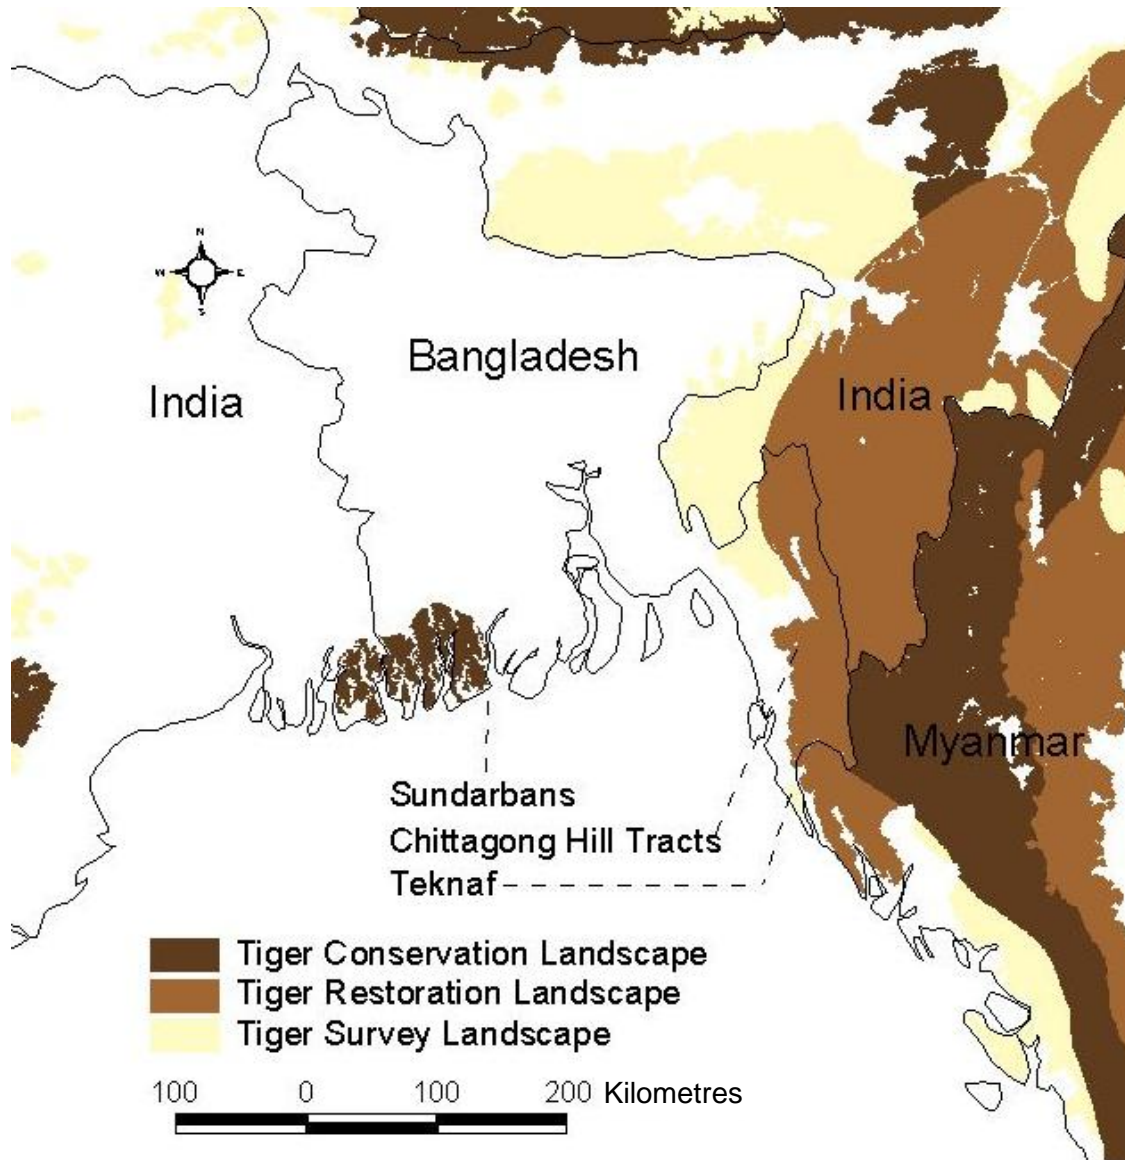 N
W E
S
Bangladesh
India
India
Myanmar
Sundarbans
Chittagong Hill Tracts
Teknaf
Tiger Conservation Landscape
Tiger Restoration Landscape
Tiger Survey Landscape
100 0 100 200 Kilometres